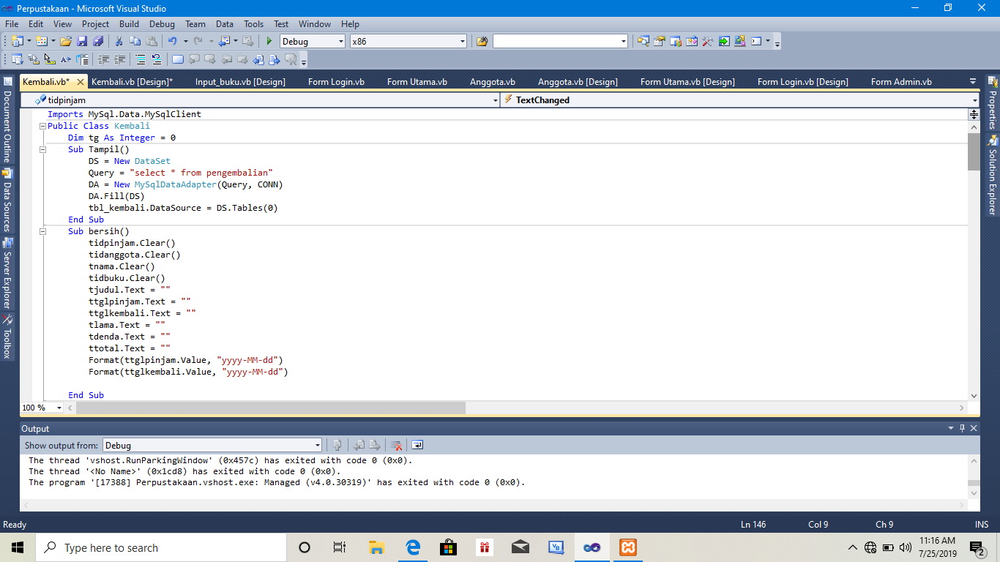 Perpustakaan - Microsoft Visual Studio
File Edit View Project Build Debug Team Data Tools Test Window Help
Debug x86
Kembali.vb* Kembali.vb [Design]* Input_buku.vb [Design] Form Login.vb Form Utama.vb Anggota.vb Anggota.vb [Design] Form Utama.vb [Design] Form Login.vb [Design] Form Admin.vb
tidpinjam TextChanged
Document Outline
Data Sources
Server Explorer
Toolbox
Imports MySql.Data.MySqlClient
Public Class Kembali
Dim tg As Integer = 0
Sub Tampil()
DS = New DataSet
Query = "select * from pengembalian"
DA = New MySqlDataAdapter(Query, CONN)
DA.Fill(DS)
tbl_kembali.DataSource = DS.Tables(0)
End Sub
Sub bersih()
tidpinjam.Clear()
tidanggota.Clear()
tnama.Clear()
tidbuku.Clear()
tjudul.Text = ""
ttglpinjam.Text = ""
ttglkembali.Text = ""
tlama.Text = ""
tdenda.Text = ""
ttotal.Text = ""
Format(ttglpinjam.Value, "yyyy-MM-dd")
Format(ttglkembali.Value, "yyyy-MM-dd")
End Sub
100 %
Properties
Solution Explorer
Output
Show output from: Debug
The thread 'vshost.RunParkingWindow' (0x457c) has exited with code 0 (0x0).
The thread '<No Name>' (0x1cd8) has exited with code 0 (0x0).
The program '[17388] Perpustakaan.vshost.exe: Managed (v4.0.30319)' has exited with code 0 (0x0).
Ready Ln 146 Col 9 Ch 9 INS
Type here to search
VB
11:16 AM
7/25/2019
2